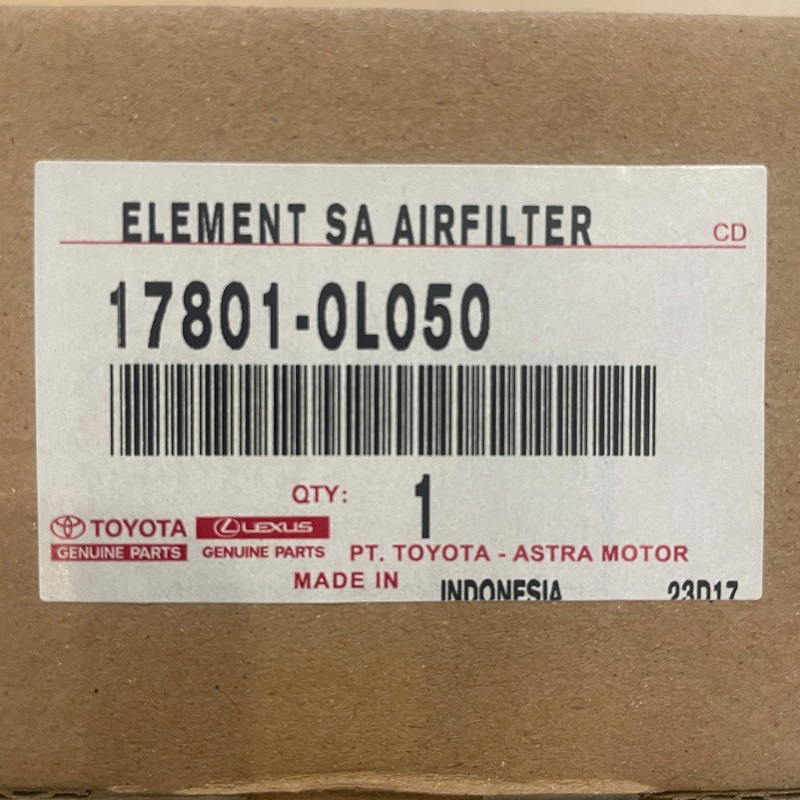 ELEMENT SA AIRFILTER
CD
17801-0L050
QTY: 1
TOYOTA LEXUS
GENUINE PARTS GENUINE PARTS PT. TOYOTA - ASTRA MOTOR
MADE IN INDONESIA 23D17